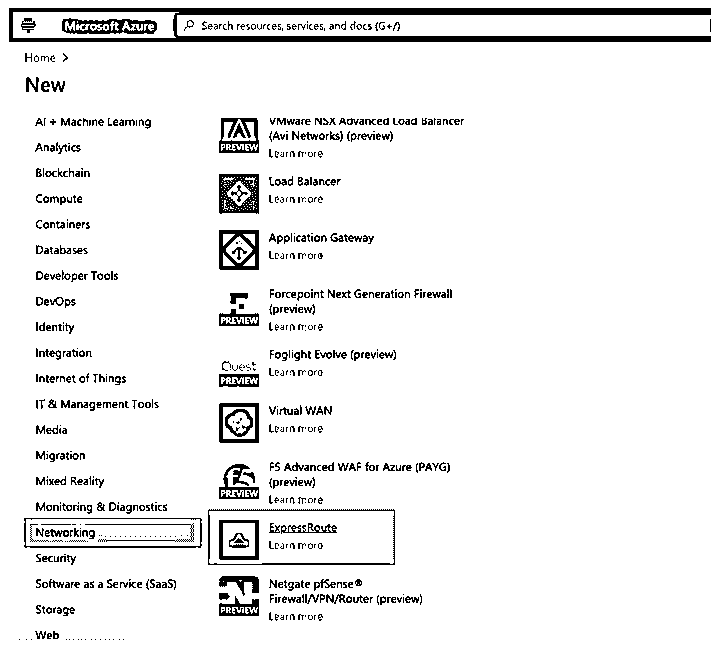 Microsoft Azure
Search resources, services, and docs (G+/)
Home >
New
AI + Machine Learning
Analytics
Blockchain
Compute
Containers
Databases
Developer Tools
DevOps
Identity
Integration
Internet of Things
IT & Management Tools
Media
Migration
Mixed Reality
Monitoring & Diagnostics
Networking
Security
Software as a Service (SaaS)
Storage
Web
PREVIEW
VMware NSX Advanced Load Balancer
(Avi Networks) (preview)
Learn more
Load Balancer
Learn more
Application Gateway
Learn more
PREVIEW
Forcepoint Next Generation Firewall
(preview)
Learn more
Quest
PREVIEW
Foglight Evolve (preview)
Learn more
Virtual WAN
Learn more
F5
PREVIEW
F5 Advanced WAF for Azure (PAYG)
(preview)
Learn more
ExpressRoute
Learn more
PREVIEW
Netgate pfSense®
Firewall/VPN/Router (preview)
Learn more